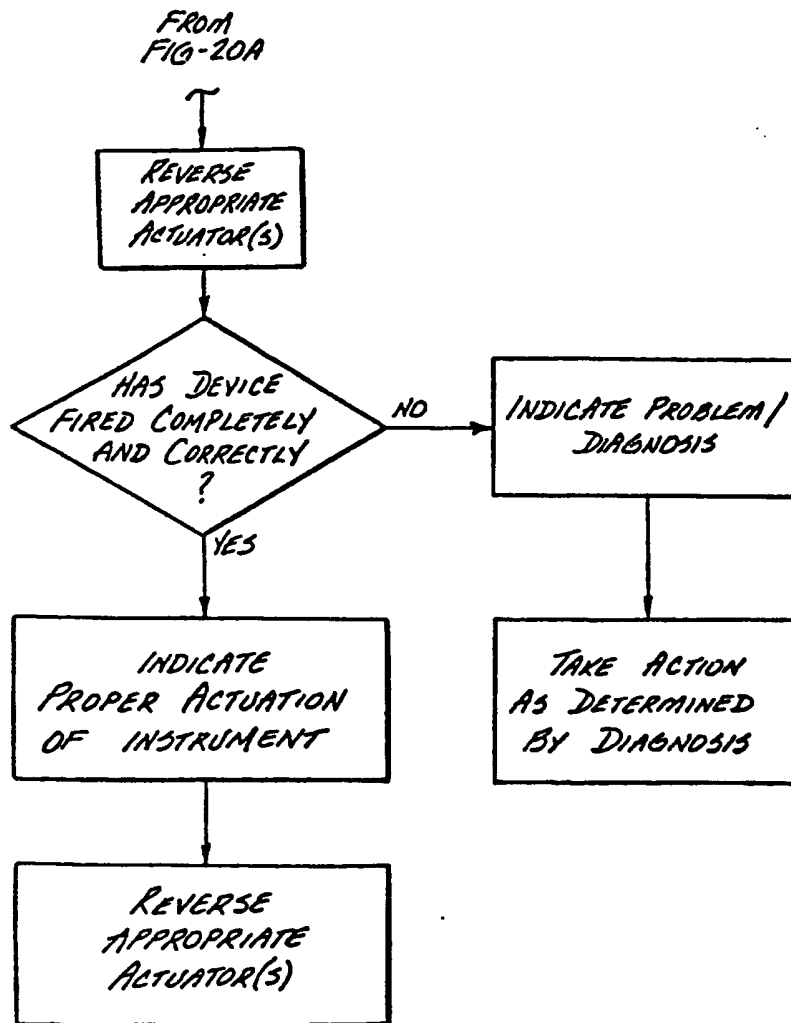 FROM
FIG-20A
REVERSE
APPROPRIATE
ACTUATOR(S)
HAS DEVICE
FIRED COMPLETELY
AND CORRECTLY
?
NO
INDICATE PROBLEM/
DIAGNOSIS
YES
INDICATE
PROPER ACTUATION
OF INSTRUMENT
TAKE ACTION
AS DETERMINED
BY DIAGNOSIS
REVERSE
APPROPRIATE
ACTUATOR(S)